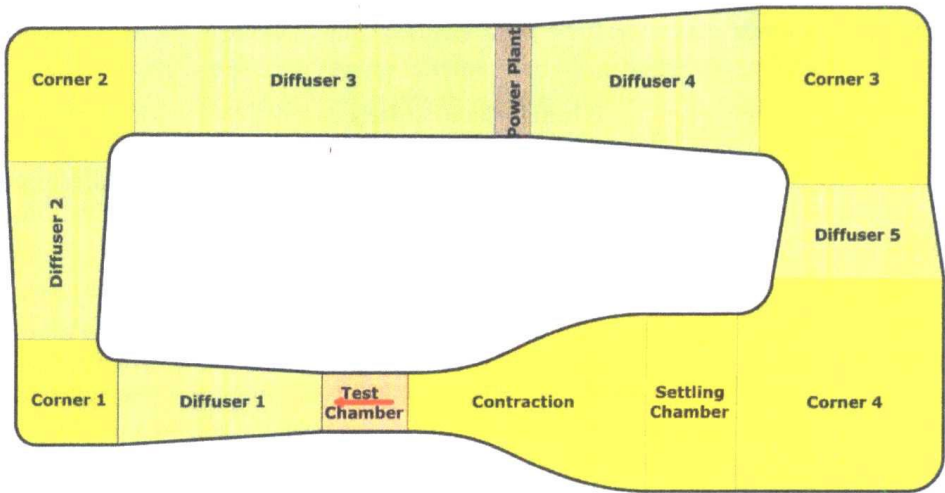 Corner 2
Diffuser 3
Power Plant
Diffuser 4
Corner 3
Diffuser 2
Diffuser 5
Corner 1
Diffuser 1
Test
Chamber
Contraction
Settling
Chamber
Corner 4